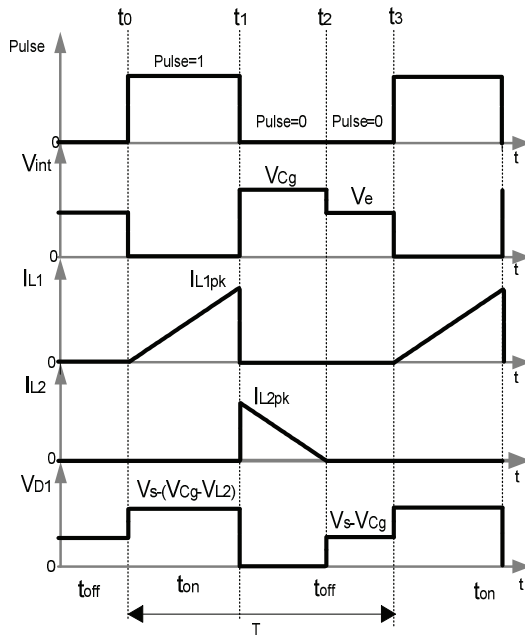 t0 t1 t2 t3
Pulse
Pulse=1
Pulse=0 Pulse=0
0
t
Vint
VCg
Ve
0
t
IL1
IL1pk
0
t
IL2
IL2pk
0
t
VD1
Vs-(VCg-VL2)
Vs-VCg
0
t
toff ton toff ton
T